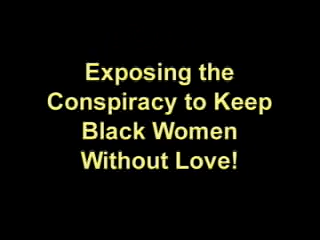 Exposing the
Conspiracy to Keep
Black Women
Without Love!